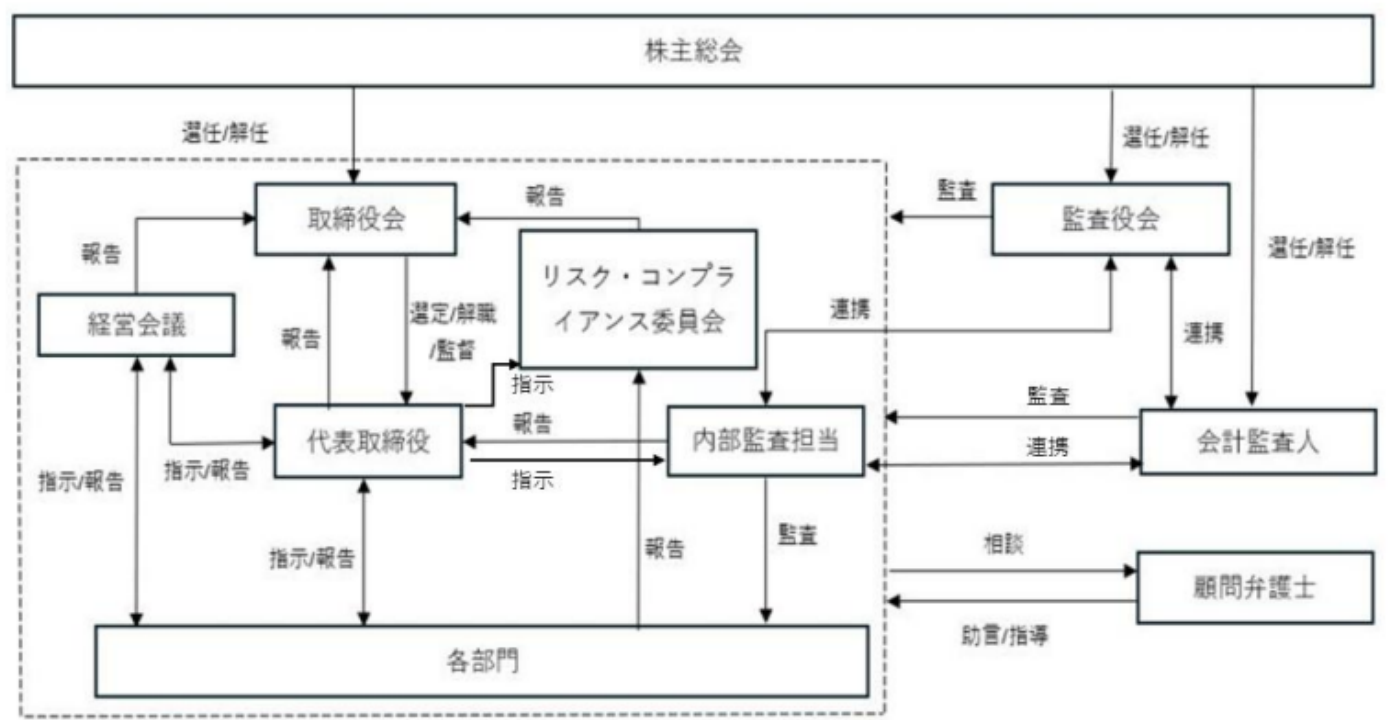 株主総会
選任/解任
選任/解任
選任/解任
取締役会
報告
監査
監査役会
報告
リスク・コンプラ
イアンス委員会
経営会議
報告
選定/解職
/監督
連携
連携
指示
代表取締役
報告
内部監査担当
監査
会計監査人
連携
指示/報告
指示/報告
指示
指示/報告
報告
監査
相談
顧問弁護士
助言/指導
各部門